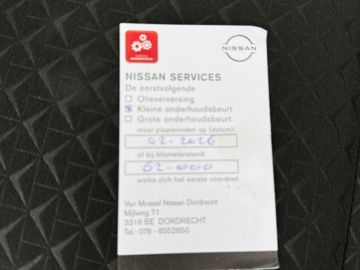 NISSAN
NISSAN SERVICES
De eerstvolgende
Olieverversing
Kleine onderhoudsbeurt
Grote onderhoudsbeurt
moet plaatsvinden op (datum):
02-2026
of bij kilometerstand:
62.000
welke zich het eerste voordoet.
Van Mossel Nissan Dordrecht
Mijlweg 71
3316 BE DORDRECHT
Tel.: 078-6552650